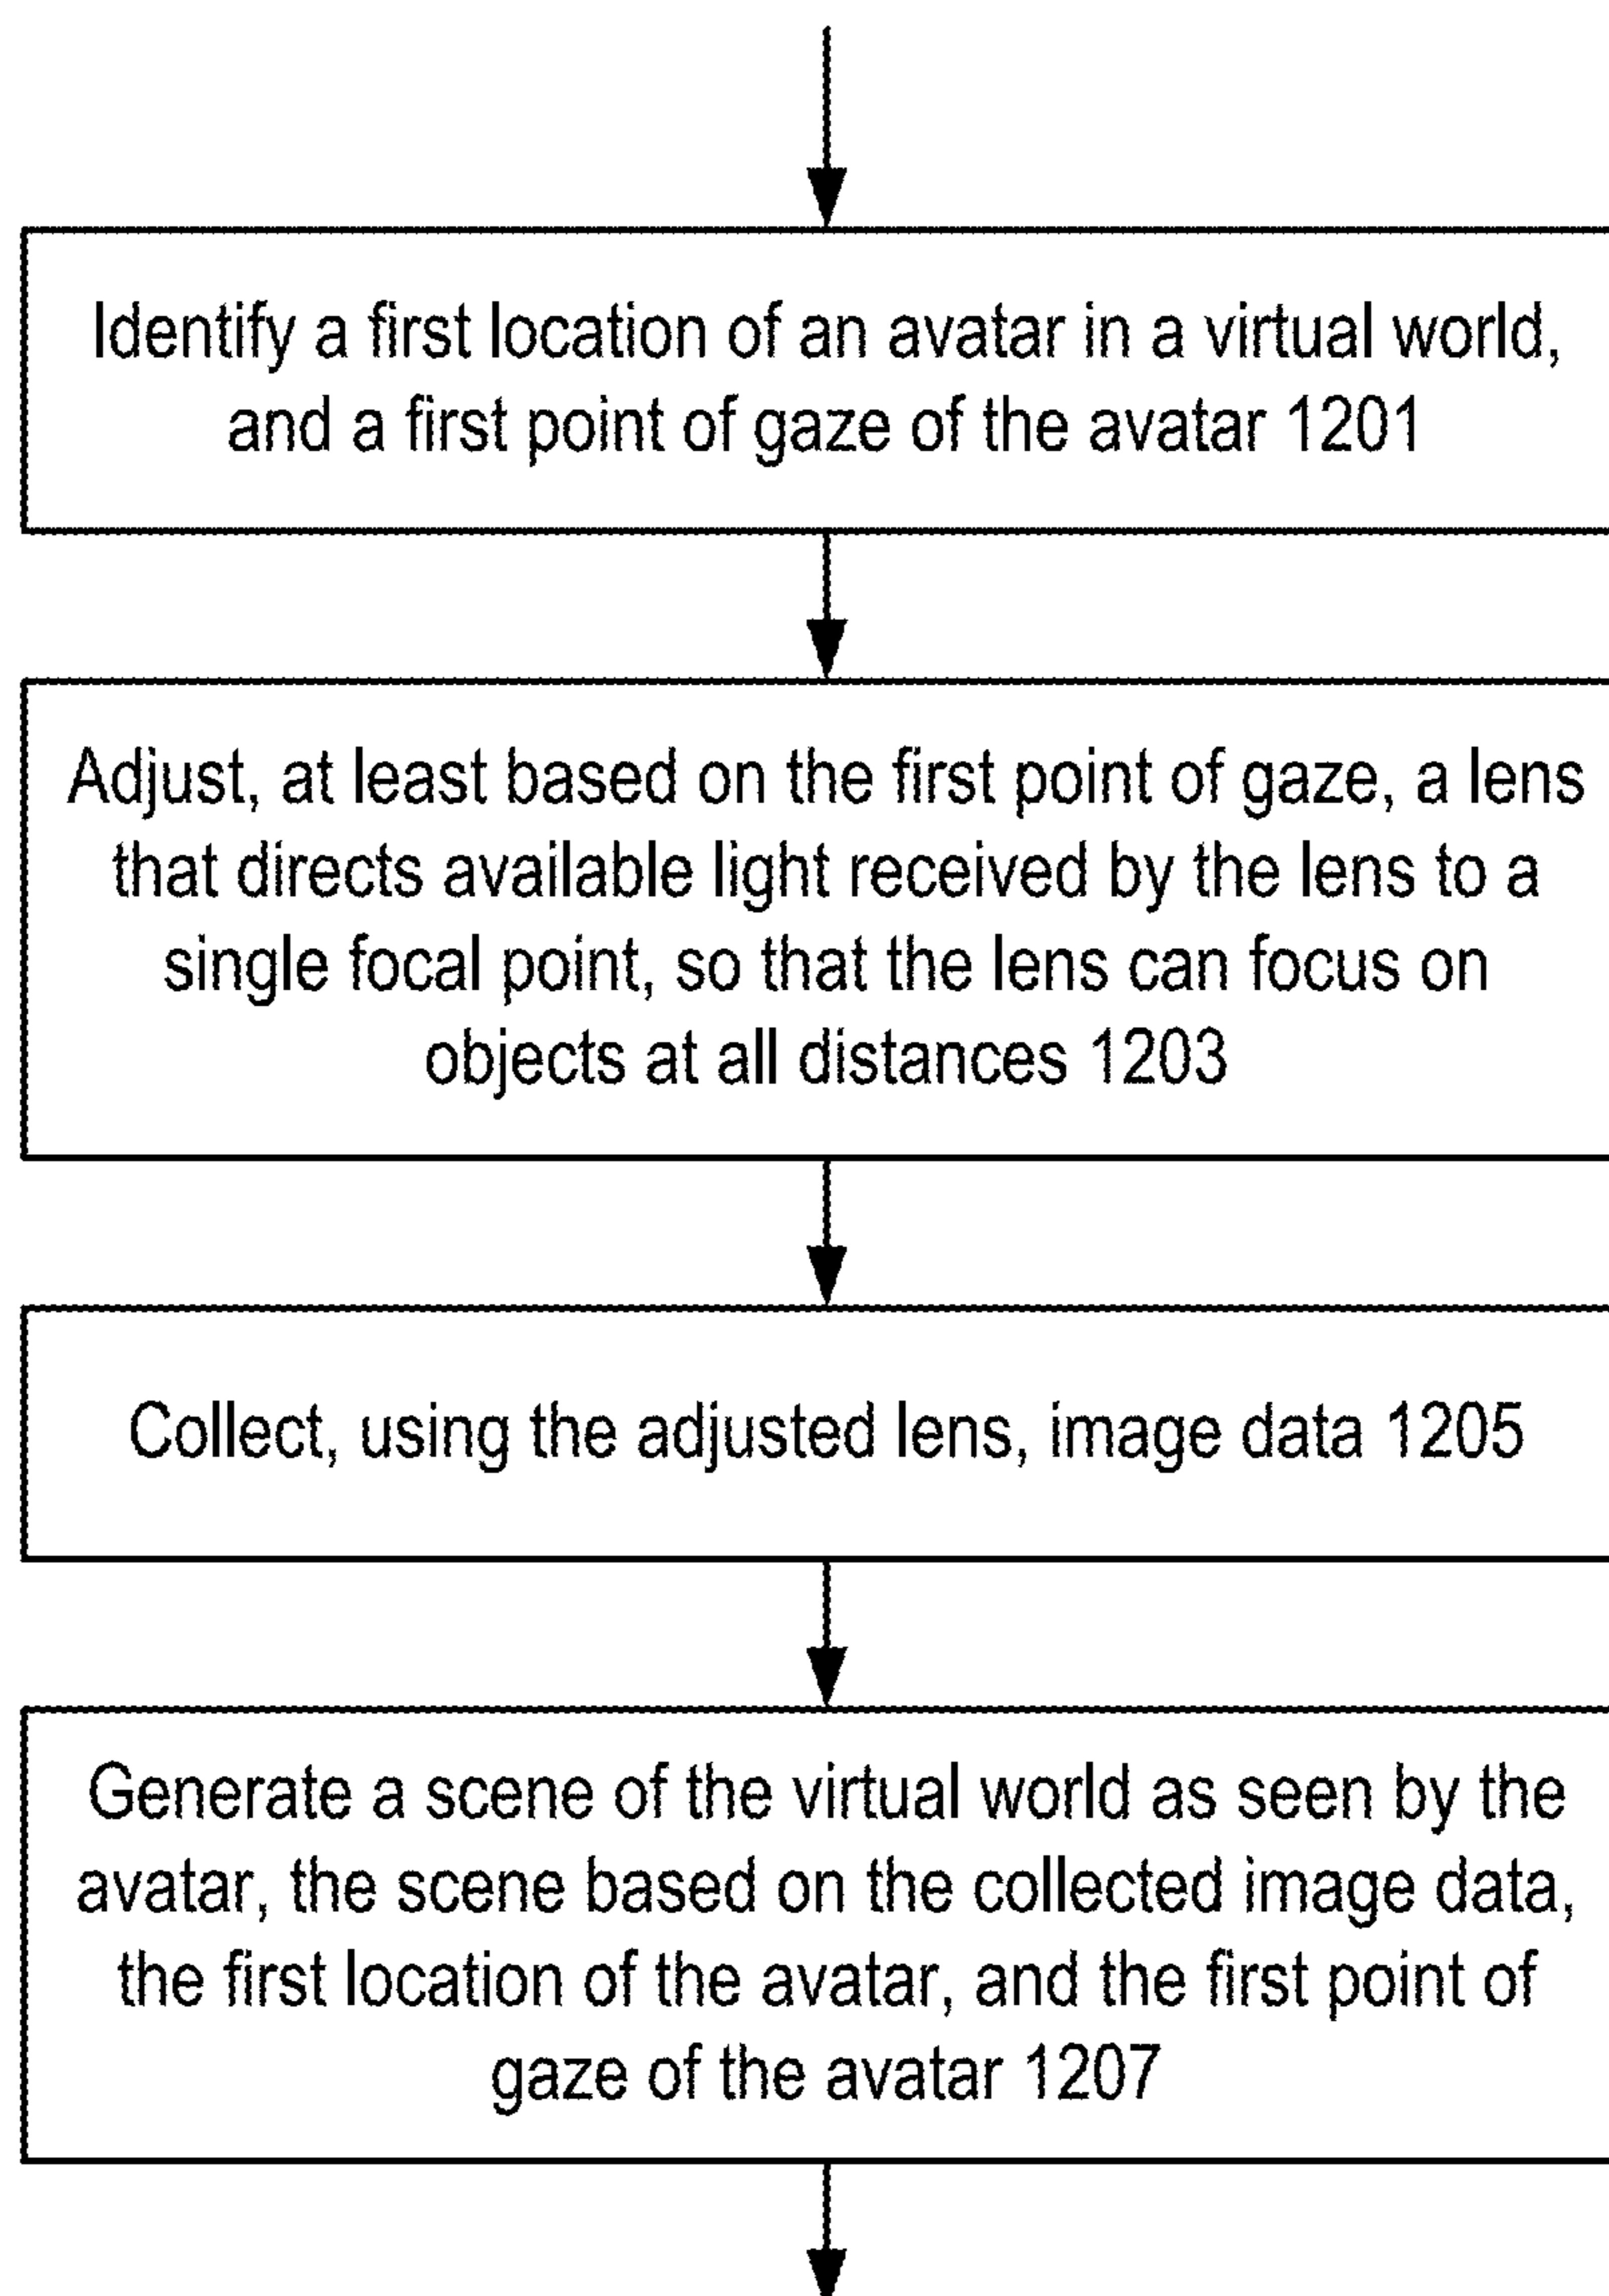 Identify a first location of an avatar in a virtual world,
and a first point of gaze of the avatar 1201
Adjust, at least based on the first point of gaze, a lens
that directs available light received by the lens to a
single focal point, so that the lens can focus on
objects at all distances 1203
Collect, using the adjusted lens, image data 1205
Generate a scene of the virtual world as seen by the
avatar, the scene based on the collected image data,
the first location of the avatar, and the first point of
gaze of the avatar 1207